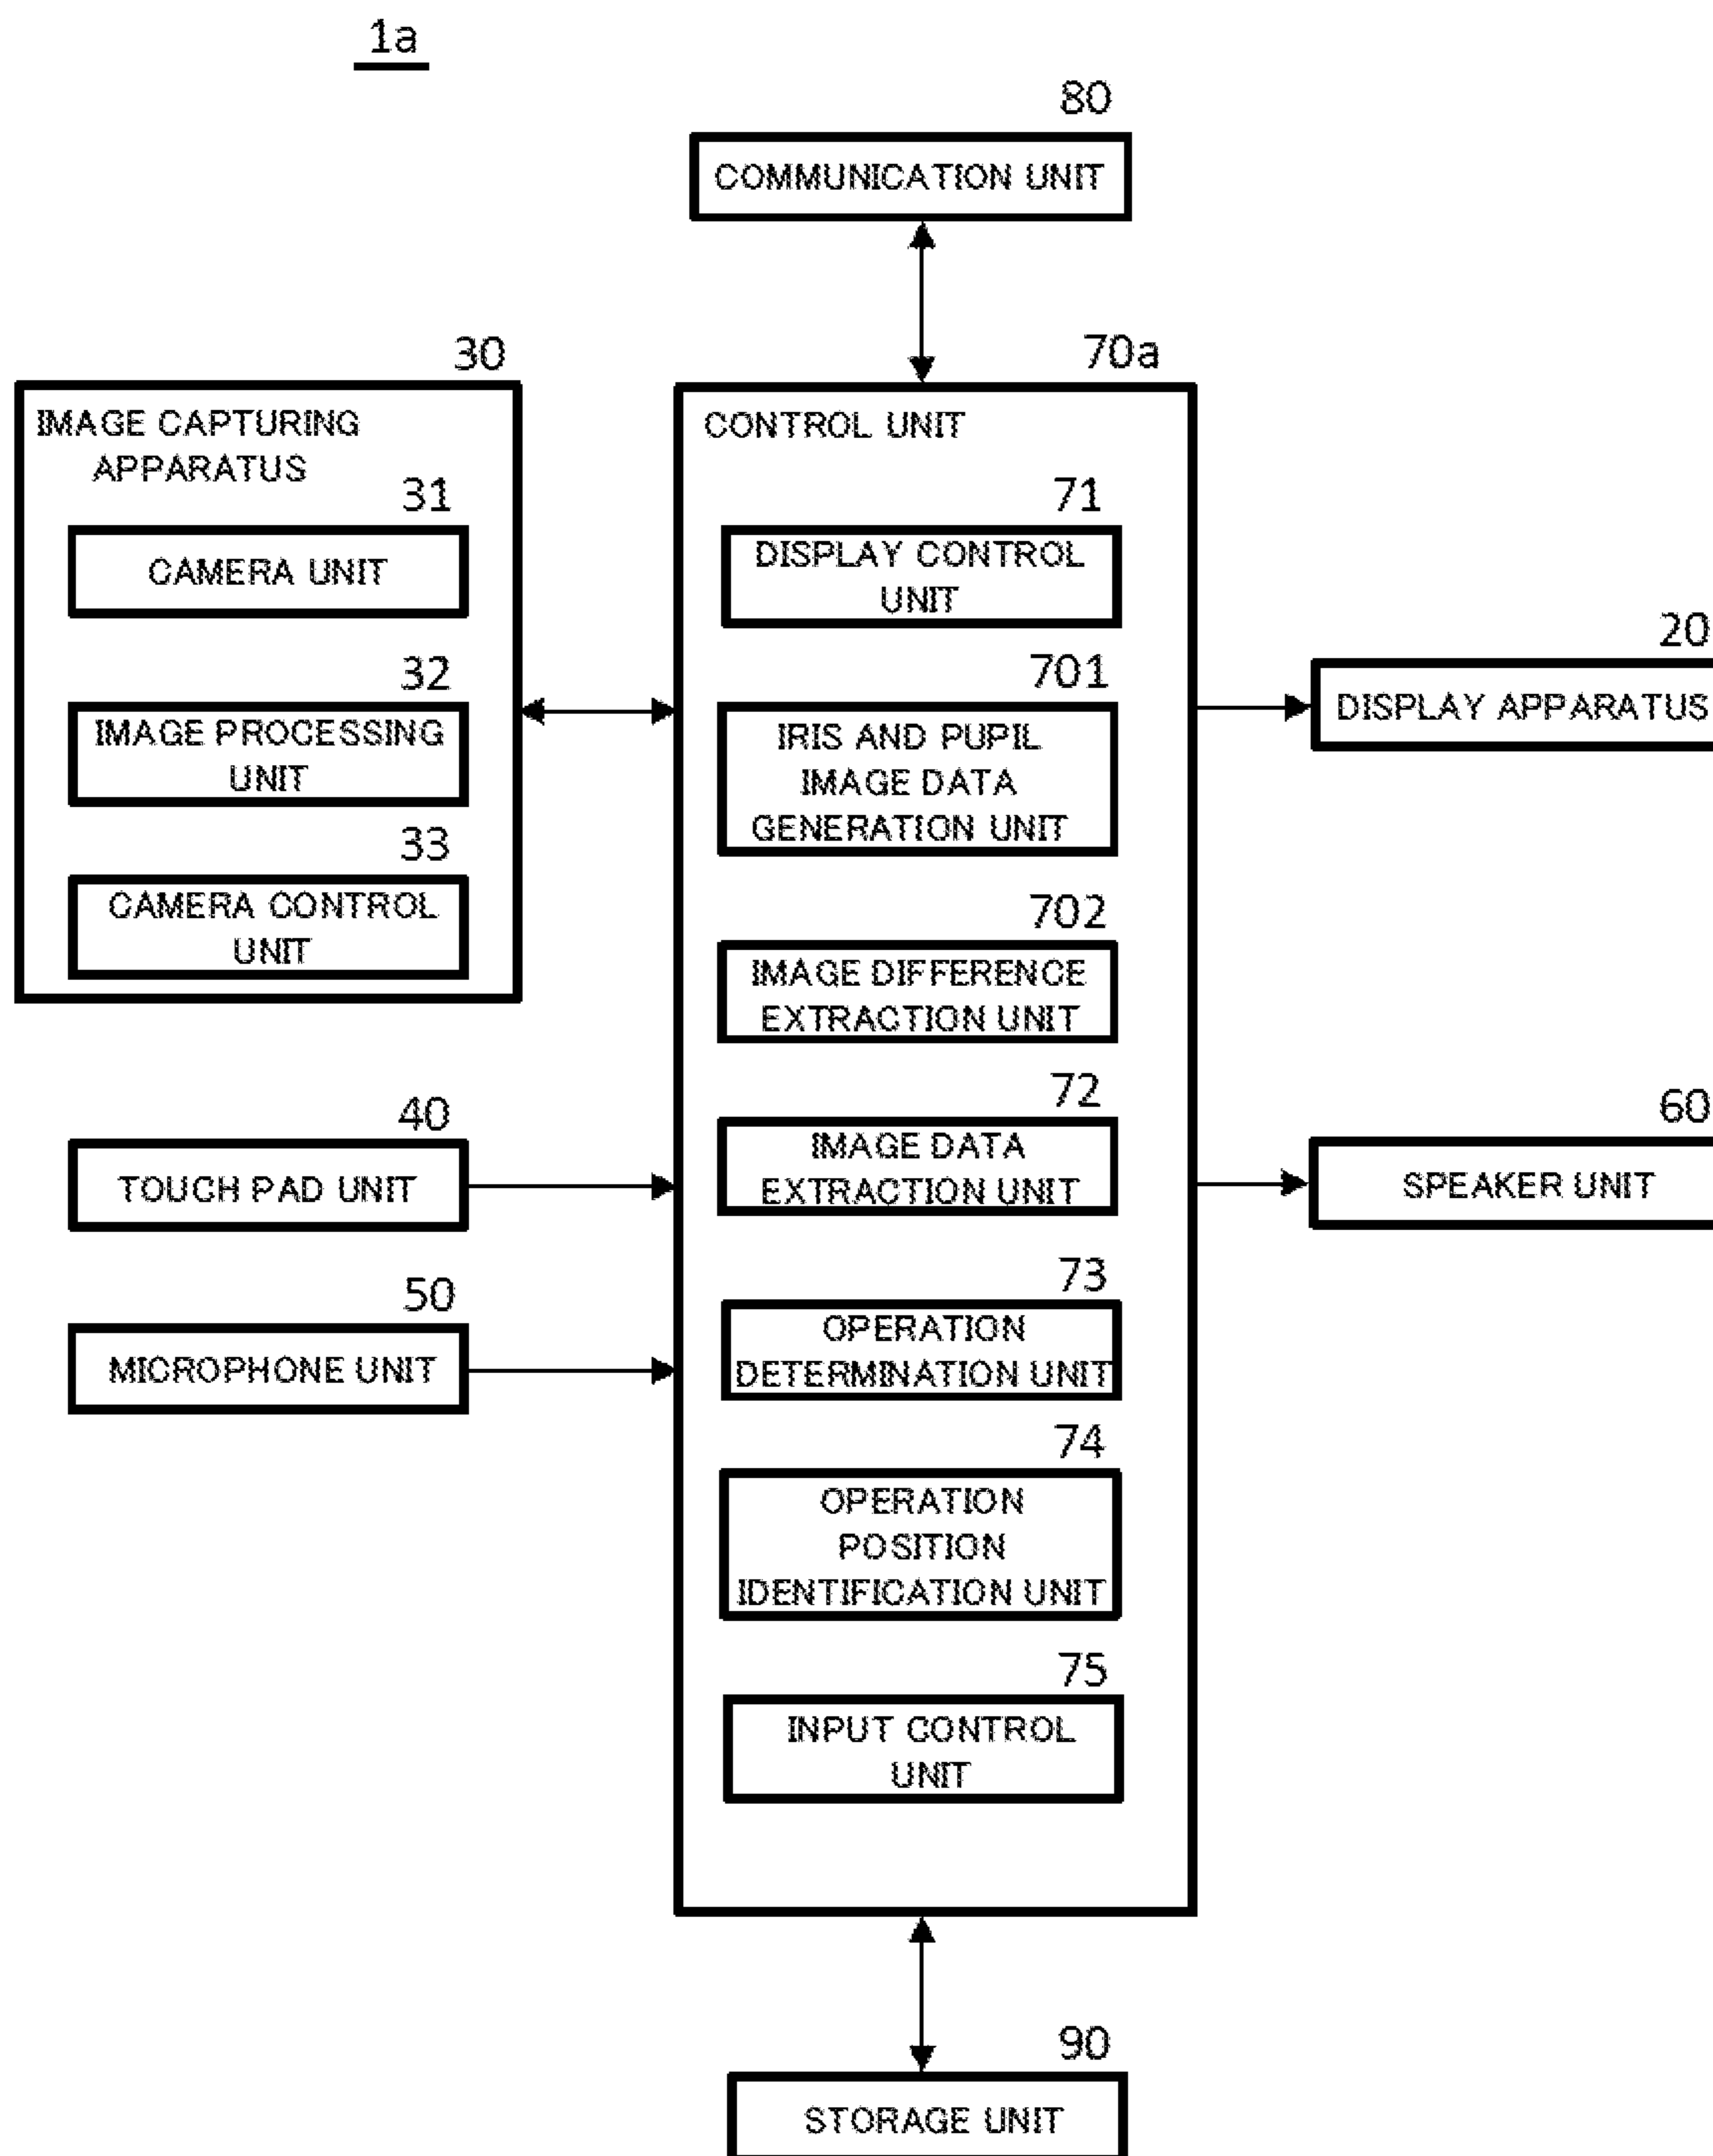 1a
80
COMMUNICATION UNIT
30
IMAGE CAPTURING
APPARATUS
31
CAMERA UNIT
32
IMAGE PROCESSING
UNIT
33
CAMERA CONTROL
UNIT
40
TOUCH PAD UNIT
50
MICROPHONE UNIT
70a
CONTROL UNIT
71
DISPLAY CONTROL
UNIT
701
IRIS AND PUPIL
IMAGE DATA
GENERATION UNIT
702
IMAGE DIFFERENCE
EXTRACTION UNIT
72
IMAGE DATA
EXTRACTION UNIT
73
OPERATION
DETERMINATION UNIT
74
OPERATION
POSITION
IDENTIFICATION UNIT
75
INPUT CONTROL
UNIT
20
DISPLAY APPARATUS
60
SPEAKER UNIT
90
STORAGE UNIT